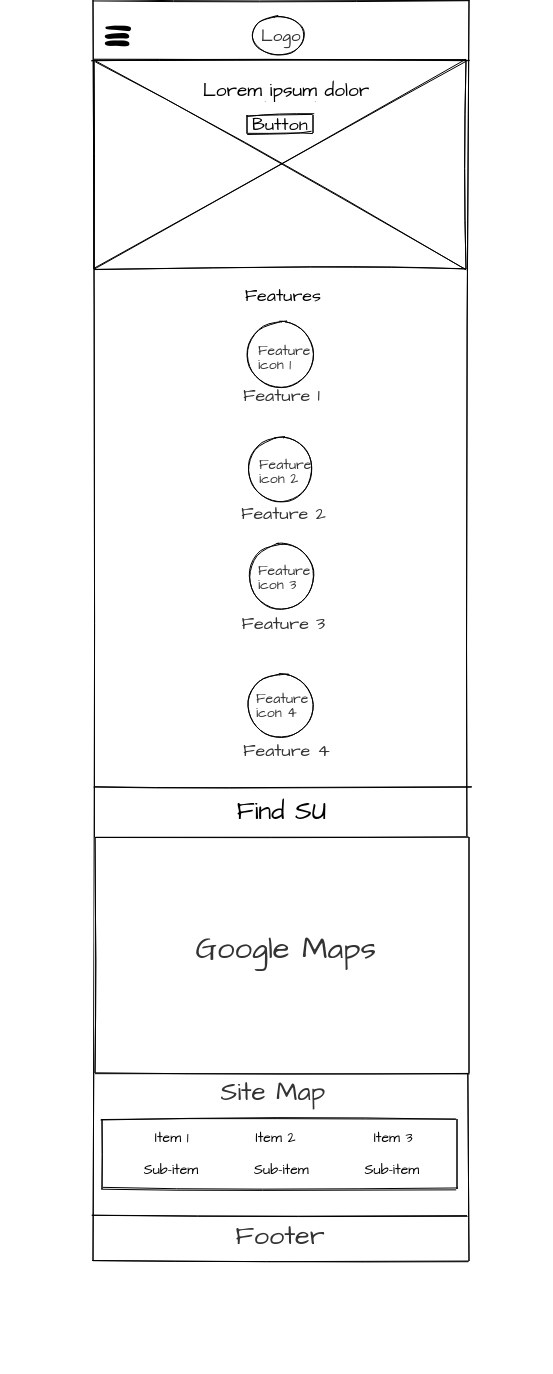 Logo
Lorem ipsum dolor
Button
Features
Feature
icon 1
Feature 1
Feature
icon 2
Feature 2
Feature
icon 3
Feature 3
Feature
icon 4
Feature 4
Find SU
Google Maps
Site Map
Item 1 Item 2 Item 3
Sub-item Sub-item Sub-item
Footer